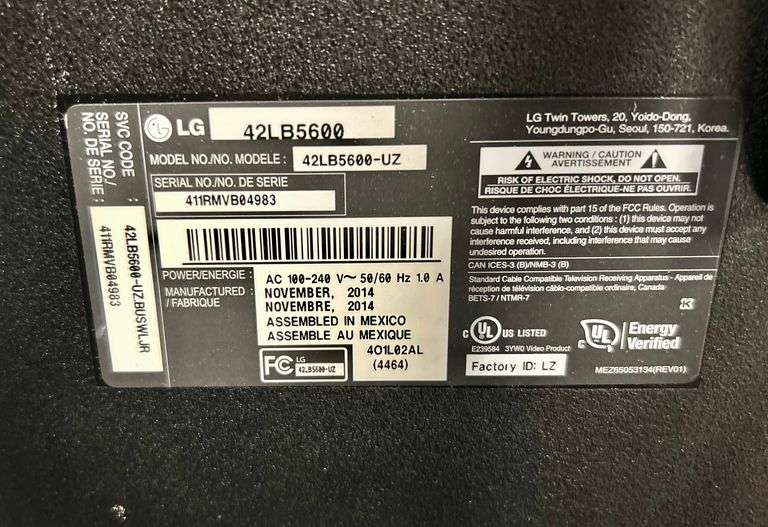 LG 42LB5600
MODEL NO./NO. MODELE : 42LB5600-UZ
SERIAL NO./NO. DE SERIE
411RMVB04983
POWER/ENERGIE : AC 100-240 V~ 50/60 Hz 1.0 A
MANUFACTURED : NOVEMBER, 2014
/ FABRIQUE NOVEMBRE, 2014
ASSEMBLED IN MEXICO
ASSEMBLE AU MEXIQUE
FC LG
42LB5600-UZ
401L02AL
(4464)
SVC CODE : 42LB5600-UZ.BUSWLJR
SERIAL NO./
NO. DE SERIE : 411RMVB04983
LG Twin Towers, 20, Yoido-Dong,
Youngdungpo-Gu, Seoul, 150-721, Korea.
WARNING / CAUTION
AVERTISSEMENT
RISK OF ELECTRIC SHOCK, DO NOT OPEN.
RISQUE DE CHOC ÉLECTRIQUE-NE PAS OUVRIR.
This device complies with part 15 of the FCC Rules. Operation is
subject to the following two conditions : (1) this device may not
cause harmful interference, and (2) this device must accept any
interference received, including interference that may cause
undesired operation.
CAN ICES-3 (B)/NMB-3 (B)
Standard Cable Compatible Television Receiving Apparatus - Appareil de
réception de télévision câblo-compatible ordinaire, Canada
BETS-7 / NTMR-7
c UL US LISTED
E239584 3YW0 Video Product
UL Energy
Verified
Factory ID: LZ
MEZ65053134(REV01)